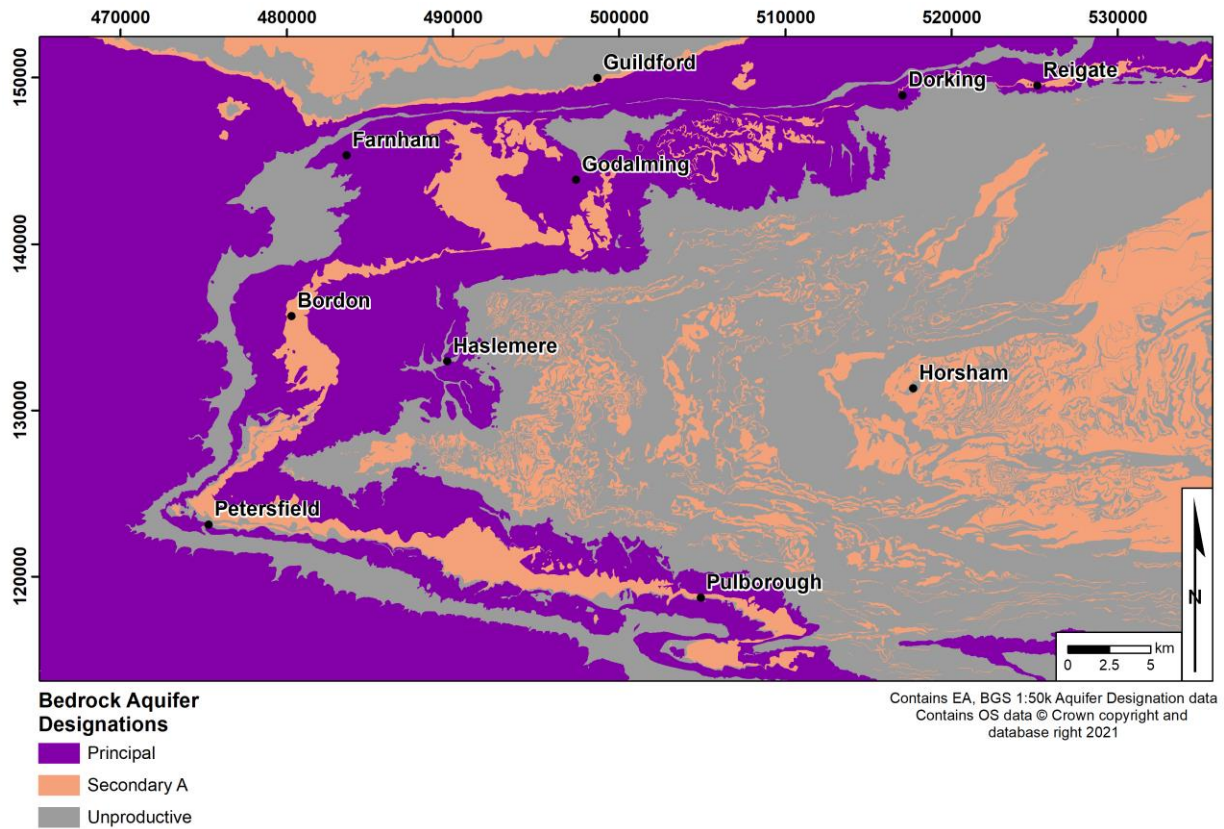 470000 480000 490000 500000 510000 520000 530000
150000
140000
130000
120000
Guildford
Dorking
Reigate
Farnham
Godalming
Bordon
Haslemere
Horsham
Petersfield
Pulborough
N
km
0 2.5 5
Bedrock Aquifer
Designations
Principal
Secondary A
Unproductive
Contains EA, BGS 1:50k Aquifer Designation data
Contains OS data © Crown copyright and
database right 2021